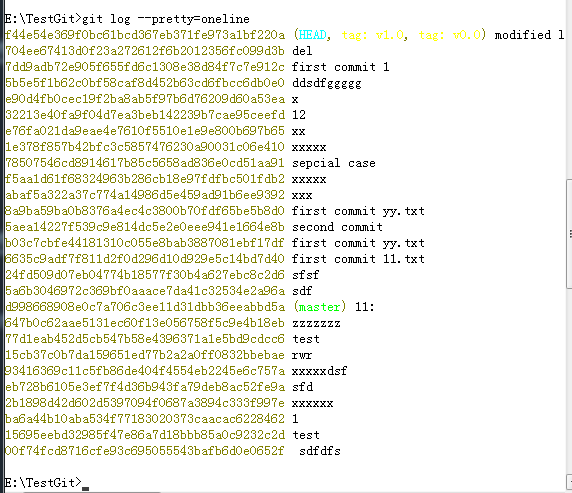 E:\TestGit>git log --pretty=oneline
f44e54e369f0bc61bcd367eb371fe973a1bf220a (HEAD, tag: v1.0, tag: v0.0) modified 1
704ee67413d0f23a272612f6b2012356fc099d3b del
7dd9adb72e905f655fd6c1308e38d84f7c7e912c first commit 1
5b5e5f1b62c0bf58caf8d452b63cd6fbcc6db0e0 ddsdfggggg
e90d4fb0cec19f2ba8ab5f97b6d76209d60a53ea x
32213e40fa9f04d7ea3beb142239b7cae95ceefd 12
e76fa021da9eae4e7610f5510e1e9e800b697b65 xx
1e378f857b42bfc3c5857476230a90031c06e410 xxxxx
78507546cd8914617b85c5658ad836e0cd51aa91 sepcial case
f5aa1d61f68324963b286cb18e97fdfbc501fdb2 xxxxx
abaf5a322a37c774a14986d5e459ad91b6ee9392 xxx
8a9ba59ba0b8376a4ec4c3800b70fdf65be5b8d0 first commit yy.txt
5aea14227f539c9e814dc5e2e0eee941e1664e8b second commit
b03c7cbfe44181310c055e8bab3887081ebf17df first commit yy.txt
6635c9adf7f811d2f0d296d10d929e5c14bd7d40 first commit 11.txt
24fd509d07eb04774b18577f30b4a627ebc8c2d6 sfsf
5a6b3046972c369bf0aaace7da41c32534e2a96a sdf
d998668908e0c7a706c3ee11d31dbb36eeabbd5a (master) 11:
647b0c62aae5131ec60f13e056758f5c9e4b18eb zzzzzzz
77d1eab452d5cb547b58e4396371a1e5bd9cdcc6 test
15cb37c0b7da159651ed77b2a2a0ff0832bbebae rwr
93416369c11c5fb86de404f4554eb2245e6c757a xxxxxdsf
eb728b6105e3ef7f4d36b943fa79deb8ac52fe9a sfd
2b1898d42d602d5397094f0687a3894c333f997e xxxxxx
ba6a44b10aba534f77183020373caacac6228462 1
15695eebd32985f47e86a7d18bbb85a0c9232c2d test
00f74fcd8716cfe93c695055543bafb6d0e0652f  sdfdfs
E:\TestGit>